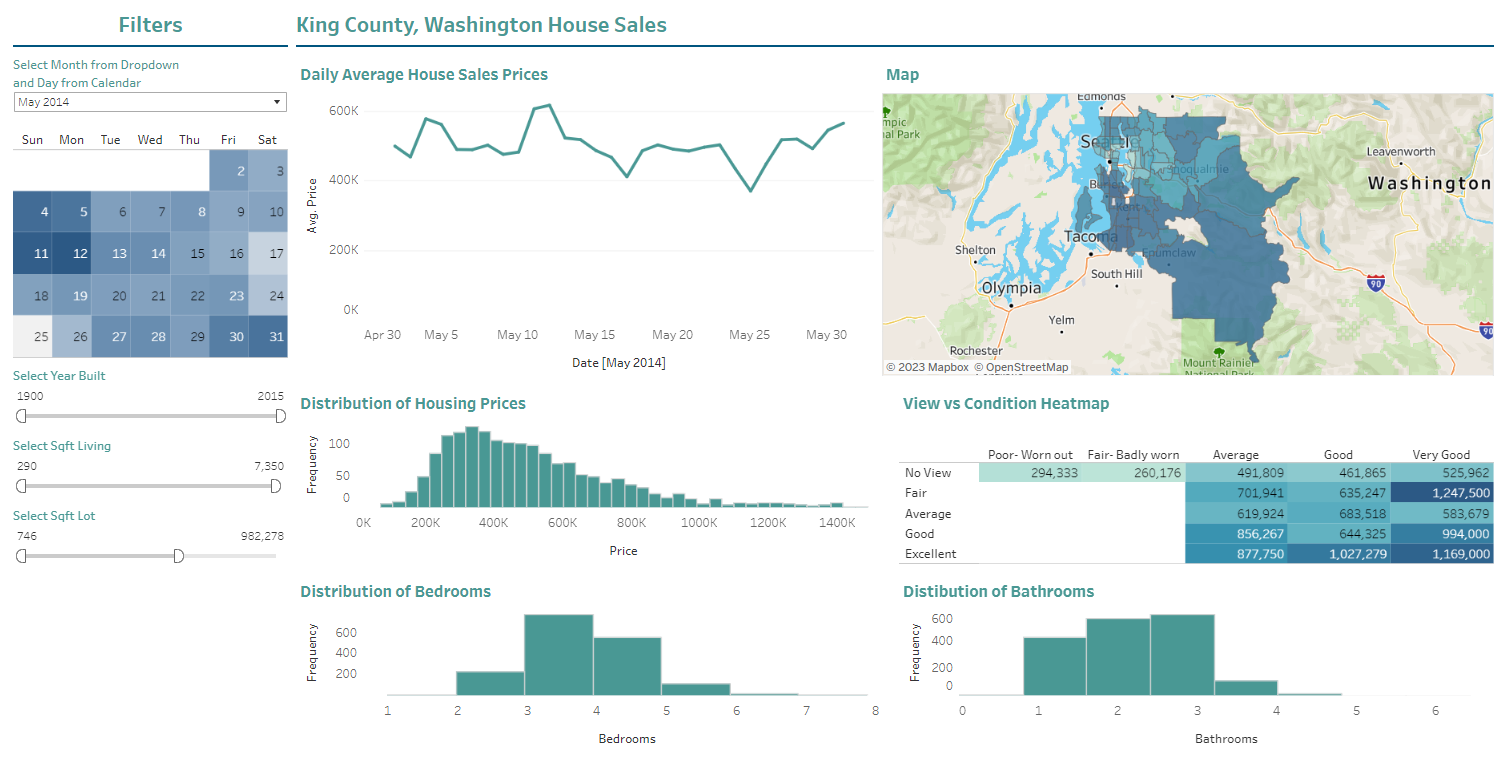 Filters
King County, Washington House Sales
Select Month from Dropdown
and Day from Calendar
May 2014
Sun Mon Tue Wed Thu Fri Sat
2 3
4 5 6 7 8 9 10
11 12 13 14 15 16 17
18 19 20 21 22 23 24
25 26 27 28 29 30 31
Select Year Built
1900 2015
Select Sqft Living
290 7,350
Select Sqft Lot
746 982,278
Daily Average House Sales Prices
600K
400K
200K
0K
Avg. Price
Apr 30 May 5 May 10 May 15 May 20 May 25 May 30
Date [May 2014]
Map
Edmonds
al Park
Seattle
Leavenworth
Snoqualmie
Washington
Kent
Tacoma
Shelton
Enumclaw
South Hill
90
Olympia
Yelm
90
Rochester
Mount Rainier
National Park
© 2023 Mapbox © OpenStreetMap
Distribution of Housing Prices
100
50
0
Frequency
0K 200K 400K 600K 800K 1000K 1200K 1400K
Price
View vs Condition Heatmap
Poor- Worn out Fair- Badly worn Average Good Very Good
No View 294,333 260,176 491,809 461,865 525,962
Fair 701,941 635,247 1,247,500
Average 619,924 683,518 583,679
Good 856,267 644,325 994,000
Excellent 877,750 1,027,279 1,169,000
Distribution of Bedrooms
600
400
200
Frequency
1 2 3 4 5 6 7 8
Bedrooms
Distibution of Bathrooms
600
400
200
0
Frequency
0 1 2 3 4 5 6
Bathrooms